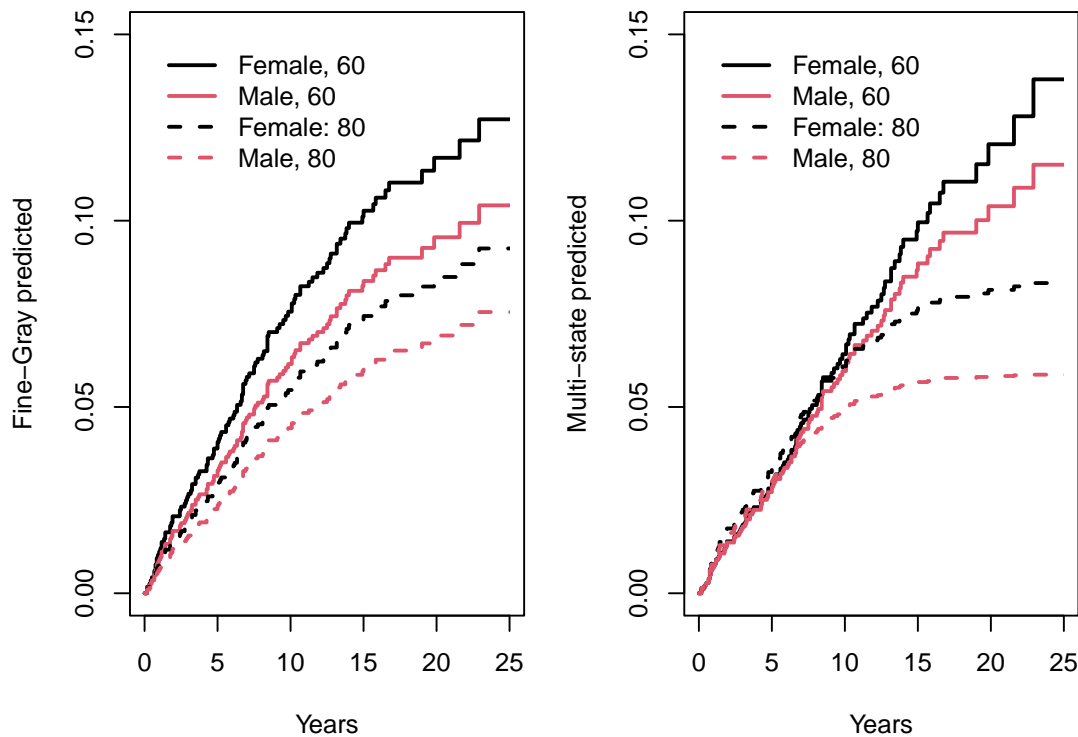 Fine−Gray predicted
0.15
0.10
0.05
0.00
Female, 60
Male, 60
Female: 80
Male, 80
0 5 10 15 20 25
Years
Multi−state predicted
0.15
0.10
0.05
0.00
Female, 60
Male, 60
Female: 80
Male, 80
0 5 10 15 20 25
Years